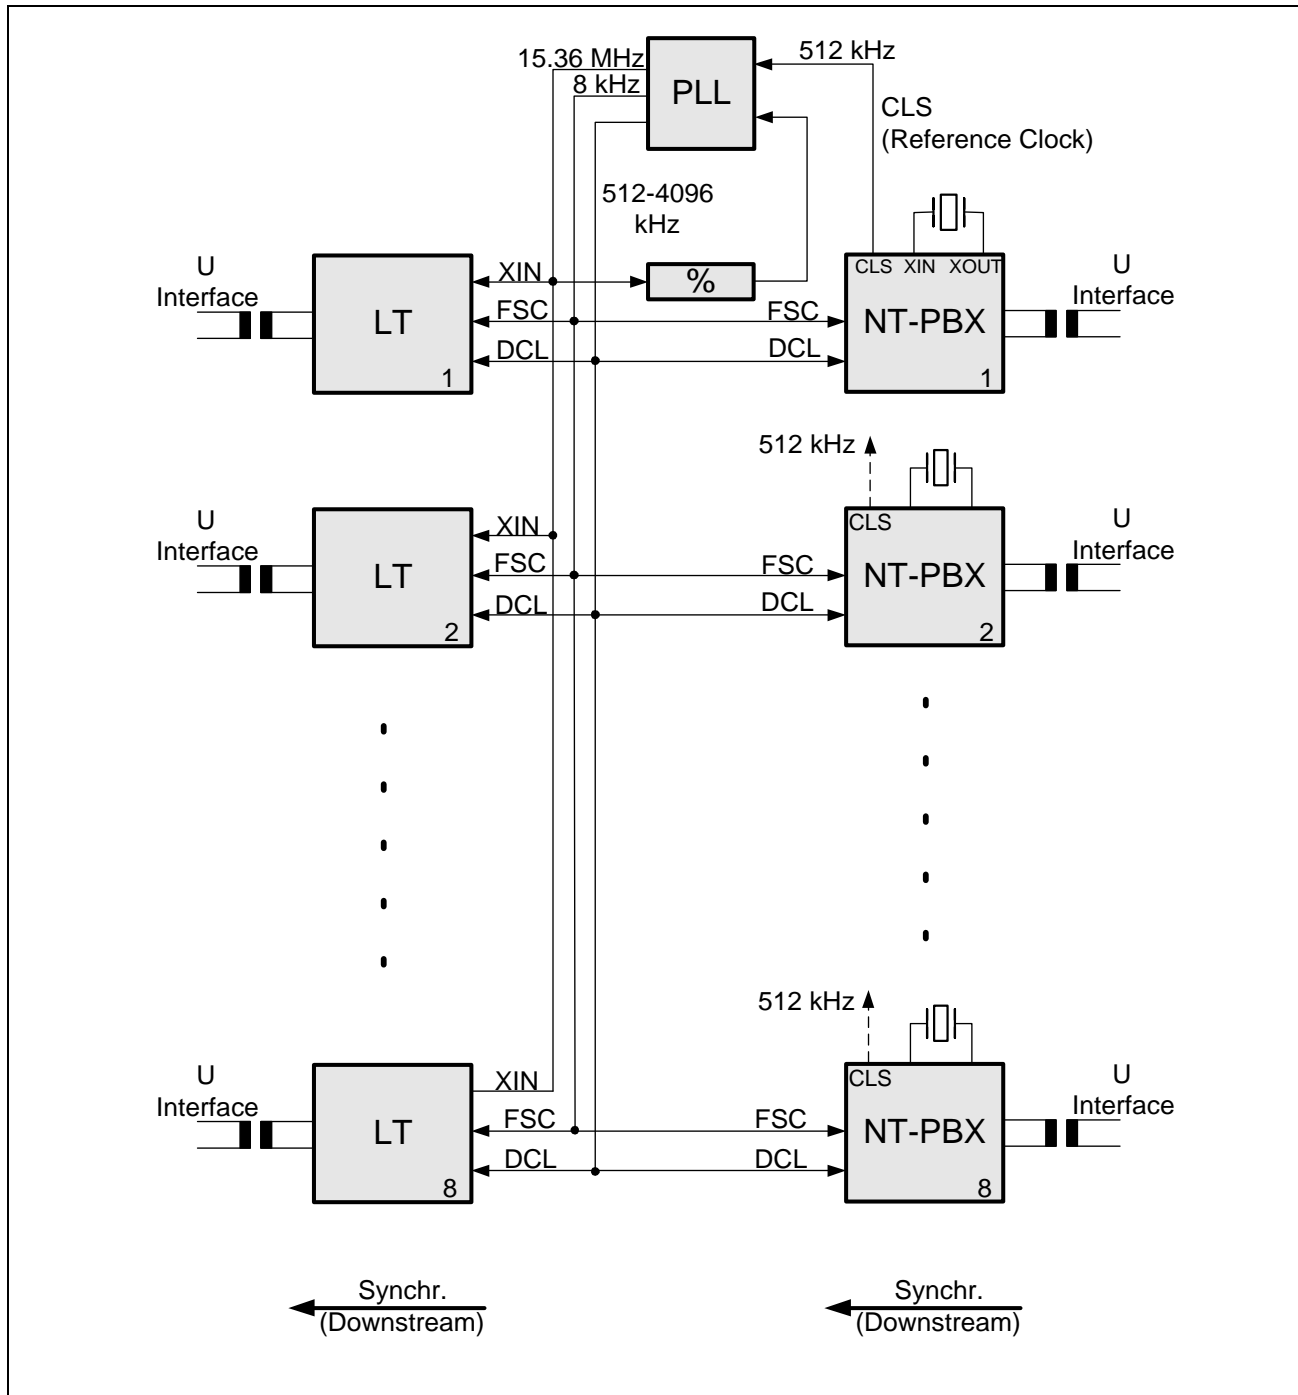 15.36 MHz
8 kHz
PLL
512 kHz
CLS
(Reference Clock)
512-4096
kHz
U
Interface
LT
1
XIN
FSC
DCL
%
FSC
DCL
CLS XIN XOUT
NT-PBX
1
U
Interface
U
Interface
LT
2
XIN
FSC
DCL
512 kHz
FSC
DCL
CLS
NT-PBX
2
U
Interface
U
Interface
LT
8
XIN
FSC
DCL
512 kHz
FSC
DCL
CLS
NT-PBX
8
U
Interface
Synchr.
(Downstream)
Synchr.
(Downstream)